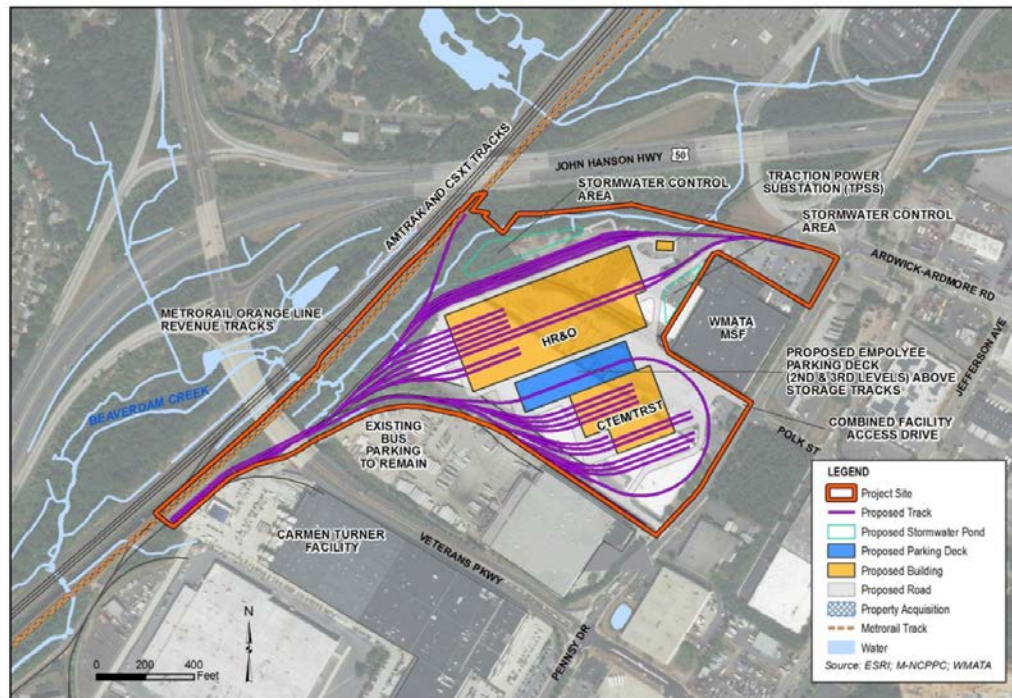 JOHN HANSON HWY 50
AMTRAK AND CSXT TRACKS
STORMWATER CONTROL
AREA
TRACTION POWER
SUBSTATION (TPSS)
STORMWATER CONTROL
AREA
ARDWICK-ARDMORE RD
METRORAIL ORANGE LINE
REVENUE TRACKS
HR&O
WMATA
MSF
JEFFERSON AVE
PROPOSED EMPOLYEE
PARKING DECK
(2ND & 3RD LEVELS) ABOVE
STORAGE TRACKS
BEAVERDAM CREEK
CTEM/TRST
COMBINED FACILITY
ACCESS DRIVE
EXISTING
BUS
PARKING
TO REMAIN
POLK ST
CARMEN TURNER
FACILITY
VETERANS PKWY
PENNSY DR
LEGEND
Project Site
Proposed Track
Proposed Stormwater Pond
Proposed Parking Deck
Proposed Building
Proposed Road
Property Acquisition
Metrorail Track
Water
Source: ESRI; M-NCPPC; WMATA
N
0 200 400
Feet